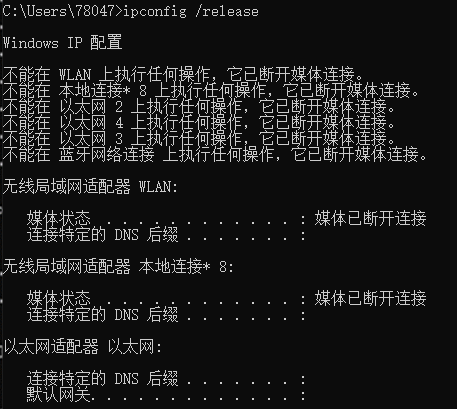 C:\Users\78047>ipconfig /release
Windows IP 配置
不能在 WLAN 上执行任何操作，它已断开媒体连接。
不能在 本地连接* 8 上执行任何操作，它已断开媒体连接。
不能在 以太网 2 上执行任何操作，它已断开媒体连接。
不能在 以太网 4 上执行任何操作，它已断开媒体连接。
不能在 以太网 3 上执行任何操作，它已断开媒体连接。
不能在 蓝牙网络连接 上执行任何操作，它已断开媒体连接。
无线局域网适配器 WLAN:
媒体状态  . . . . . . . . . . . . : 媒体已断开连接
连接特定的 DNS 后缀 . . . . . . . :
无线局域网适配器 本地连接* 8:
媒体状态  . . . . . . . . . . . . : 媒体已断开连接
连接特定的 DNS 后缀 . . . . . . . :
以太网适配器 以太网:
连接特定的 DNS 后缀 . . . . . . . :
默认网关. . . . . . . . . . . . . :